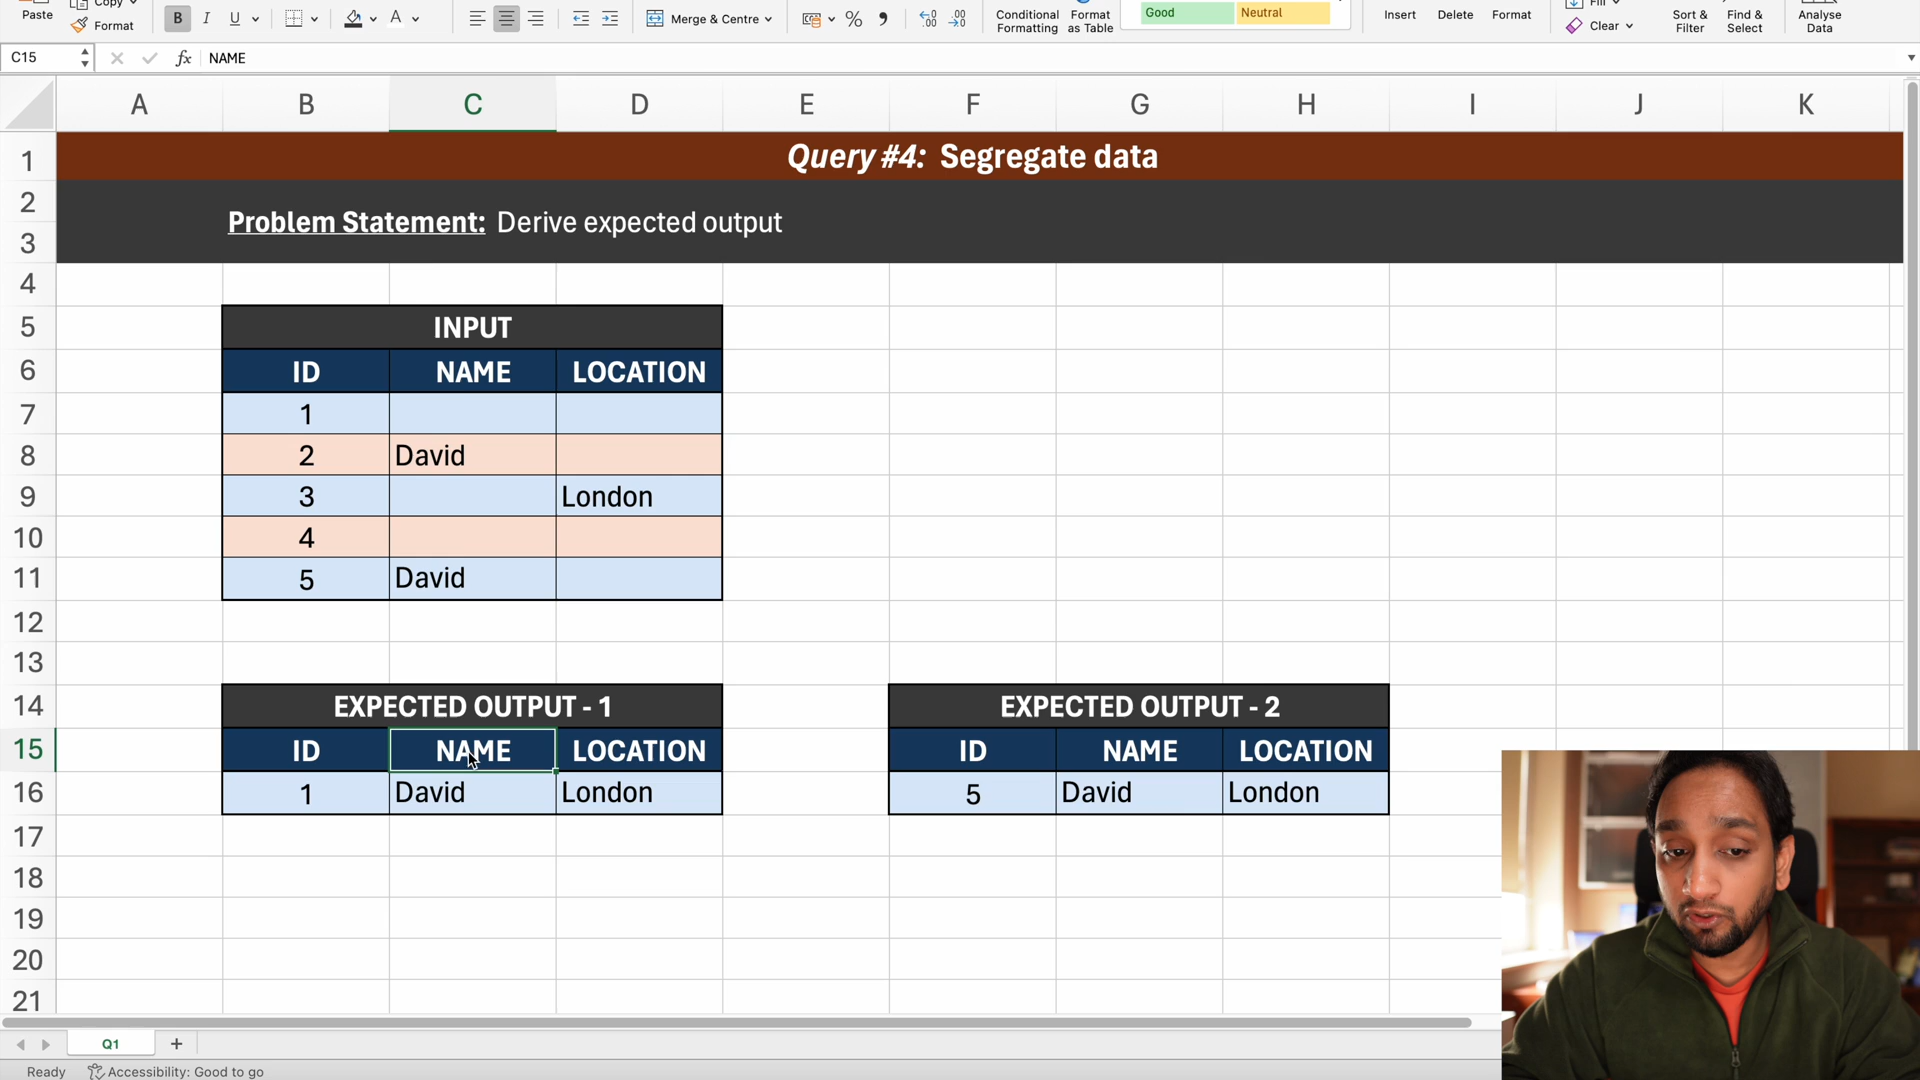 Paste
Copy
Format
B I U A
Merge & Centre
% 9
Conditional Formatting
Format as Table
Good Neutral
Insert Delete Format
Fill
Clear
Sort & Filter
Find & Select
Analyse Data
C15 fx NAME
A B C D E F G H I J K
1 Query #4: Segregate data
2
3 Problem Statement: Derive expected output
4
5 INPUT
6 ID NAME LOCATION
7 1
8 2 David
9 3 London
10 4
11 5 David
12
13
14 EXPECTED OUTPUT - 1 EXPECTED OUTPUT - 2
15 ID NAME LOCATION ID NAME LOCATION
16 1 David London 5 David London
17
18
19
20
21
Q1 +
Ready Accessibility: Good to go